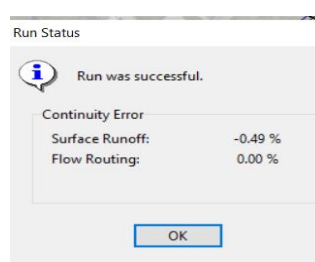 Run Status
Run was successful.
Continuity Error
Surface Runoff: -0.49 %
Flow Routing: 0.00 %
OK